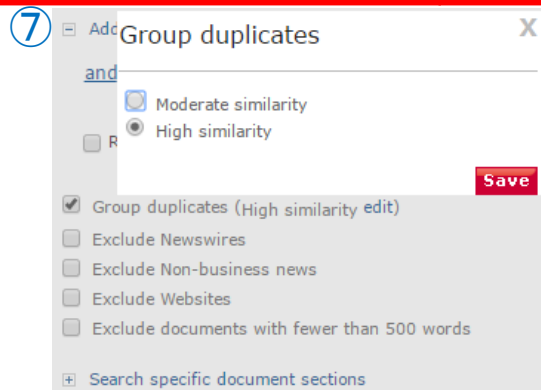 ⑦
Add
Group duplicates X
and
Moderate similarity
High similarity
R
Save
Group duplicates (High similarity edit)
Exclude Newswires
Exclude Non-business news
Exclude Websites
Exclude documents with fewer than 500 words
Search specific document sections